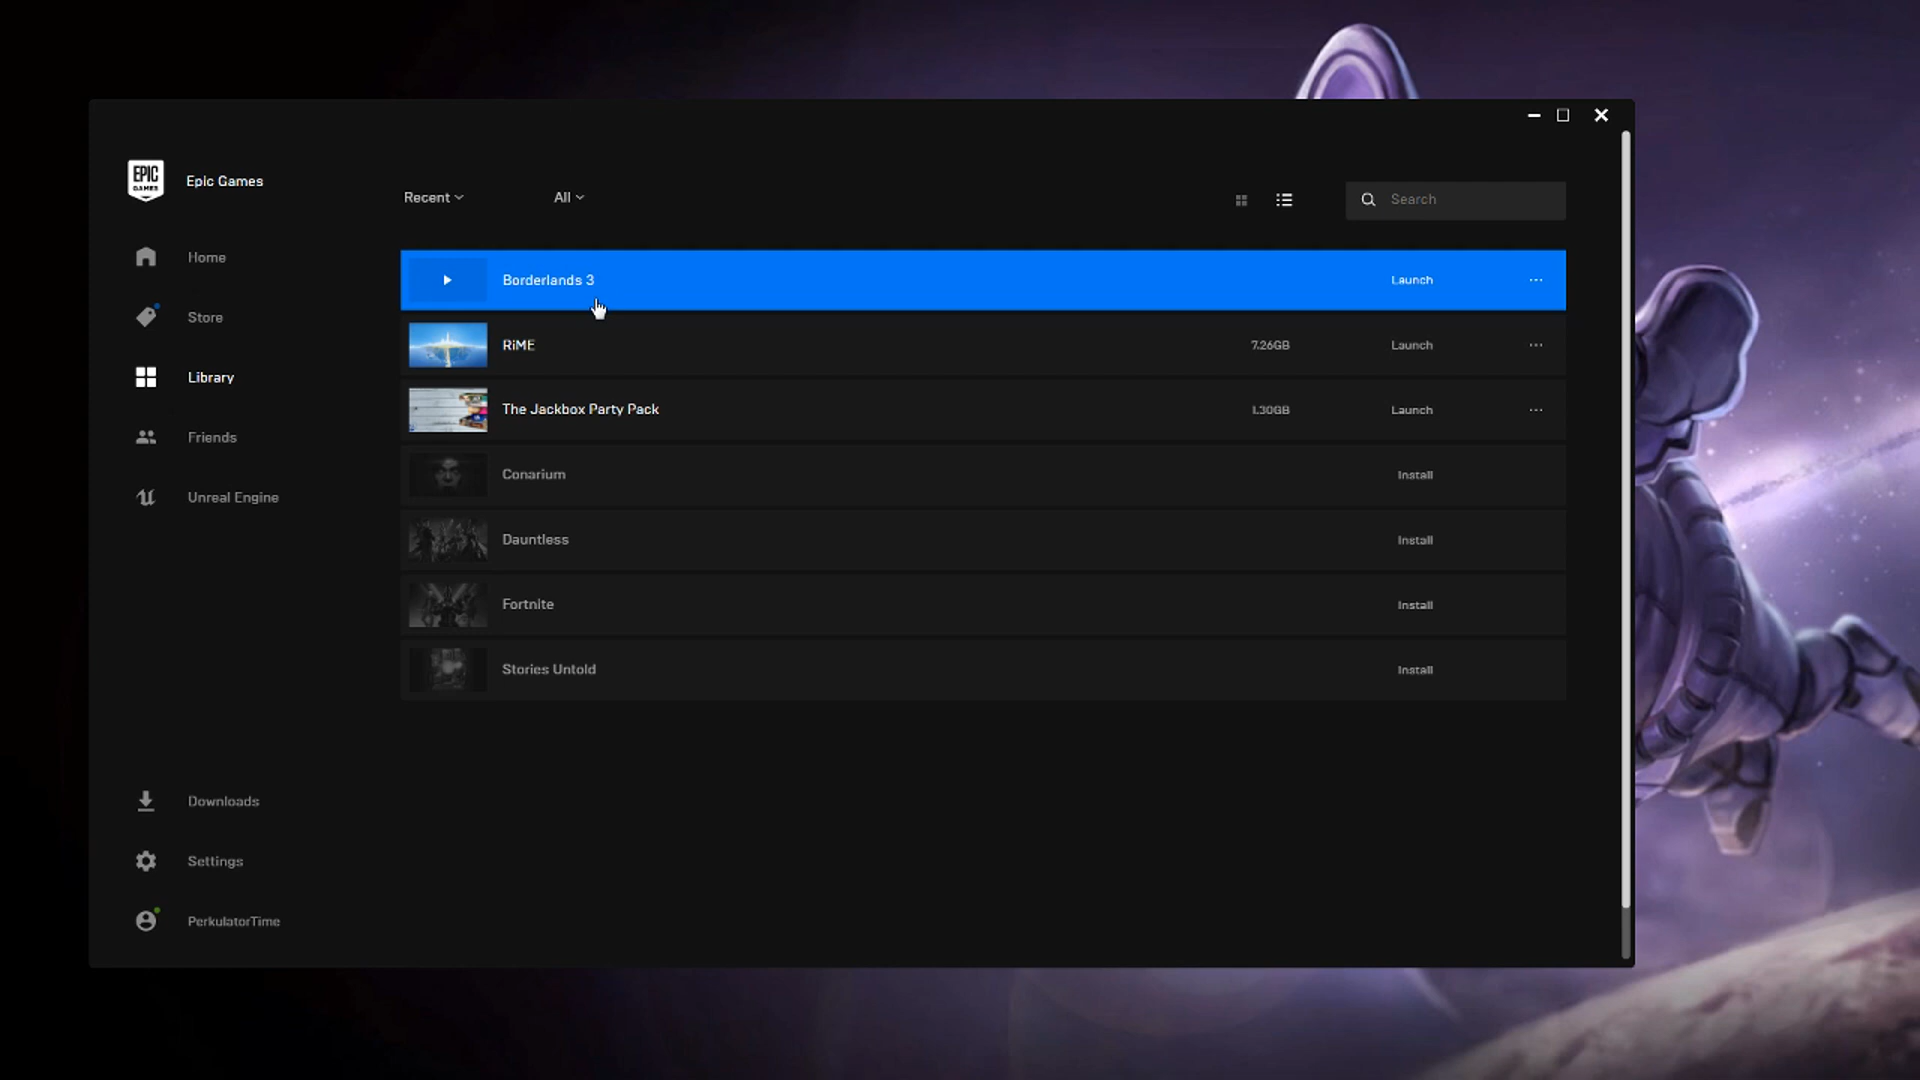 EPIC GAMES
Epic Games
Recent
All
Search
Home
Store
Library
Friends
Unreal Engine
Borderlands 3
Launch
RiME
7.26GB
Launch
The Jackbox Party Pack
1.30GB
Launch
Conarium
Install
Dauntless
Install
Fortnite
Install
Stories Untold
Install
Downloads
Settings
PerkulatorTime